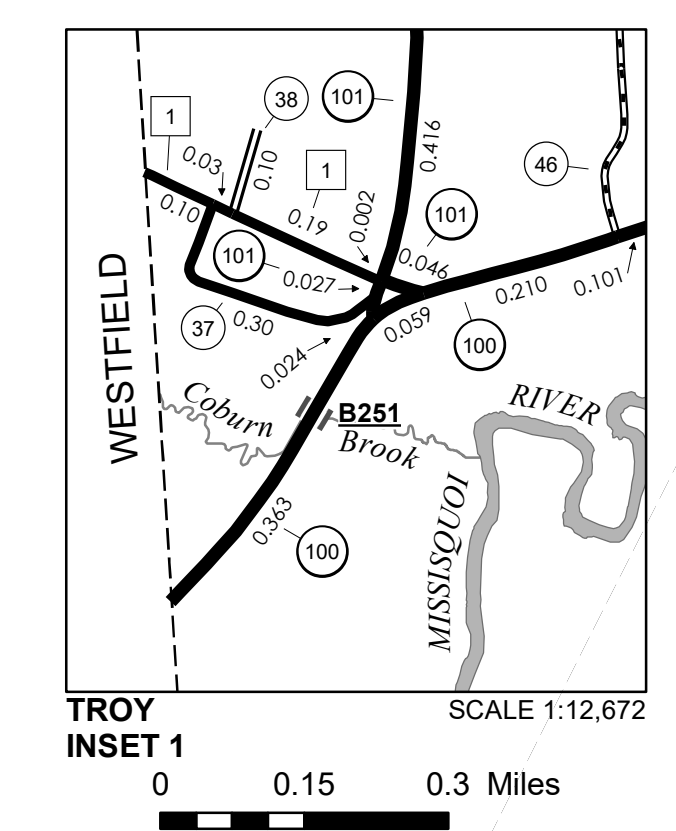 38
101
1
0.03
0.10
1
0.416
46
0.10
0.19
0.002
101
101
0.027
0.046
0.210
0.101
37
0.30
0.059
100
0.024
WESTFIELD
Coburn
B251
Brook
RIVER
MISSISQUOI
0.363
100
TROY
SCALE 1:12,672
INSET 1
0 0.15 0.3 Miles